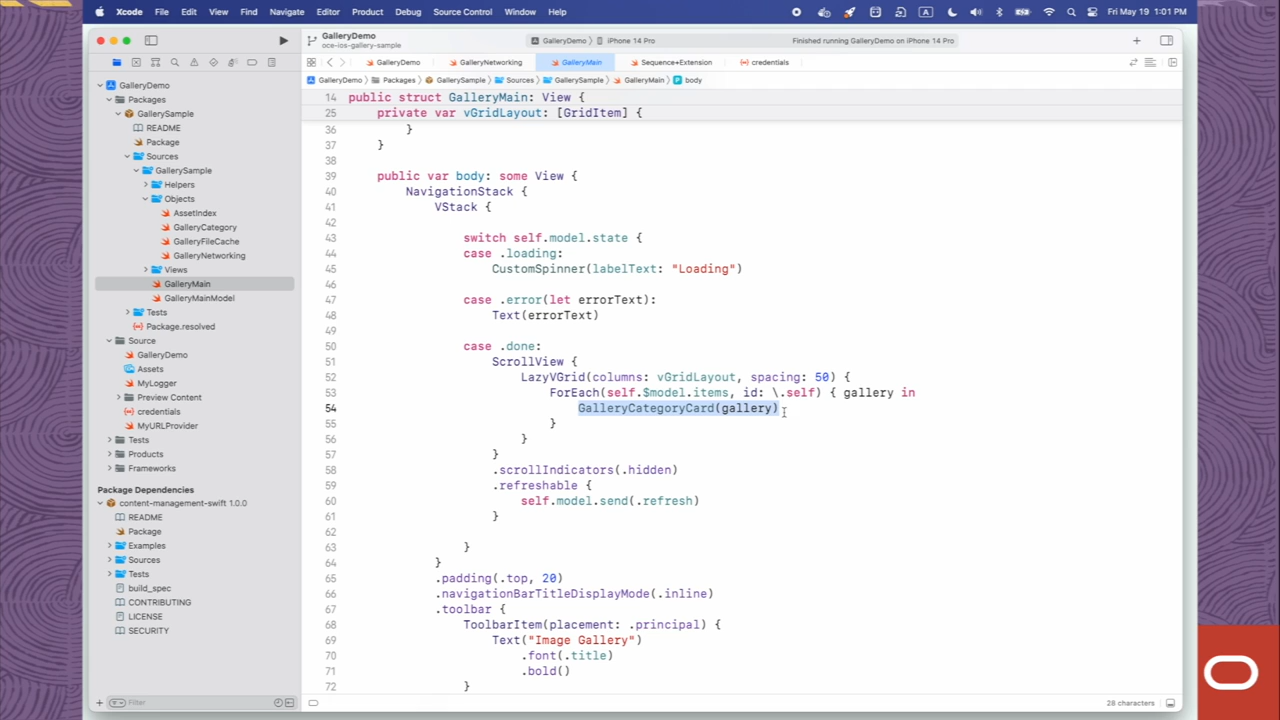 Xcode File Edit View Find Navigate Editor Product Debug Source Control Window Help A Fri May 19 1:01 PM
GalleryDemo
oce-ios-gallery-sample
GalleryDemo iPhone 14 Pro
Finished running GalleryDemo on iPhone 14 Pro
GalleryDemo GalleryNetworking GalleryMain Sequence+Extension credentials
GalleryDemo Packages GallerySample Sources GallerySample GalleryMain body
GalleryDemo
Packages
GallerySample
README
Package
Sources
GallerySample
Helpers
Objects
AssetIndex
GalleryCategory
GalleryFileCache
GalleryNetworking
Views
GalleryMain
GalleryMainModel
Tests
Package.resolved
Source
GalleryDemo
Assets
MyLogger
Preview Content
credentials
MyURLProvider
Tests
Products
Frameworks
Package Dependencies
content-management-swift 1.0.0
README
Package
Examples
Sources
Tests
build_spec
CONTRIBUTING
LICENSE
SECURITY
Filter
14 public struct GalleryMain: View {
25 private var vGridLayout: [GridItem] {
36 }
37 }
38
39 public var body: some View {
40 NavigationStack {
41 VStack {
42
43 switch self.model.state {
44 case .loading:
45 CustomSpinner(labelText: "Loading")
46
47 case .error(let errorText):
48 Text(errorText)
49
50 case .done:
51 ScrollView {
52 LazyVGrid(columns: vGridLayout, spacing: 50) {
53 ForEach(self.$model.items, id: \.self) { gallery in
54 GalleryCategoryCard(gallery)
55 }
56 }
57 }
58 .scrollIndicators(.hidden)
59 .refreshable {
60 self.model.send(.refresh)
61 }
62
63 }
64 }
65 .padding(.top, 20)
66 .navigationBarTitleDisplayMode(.inline)
67 .toolbar {
68 ToolbarItem(placement: .principal) {
69 Text("Image Gallery")
70 .font(.title)
71 .bold()
72 }
28 characters